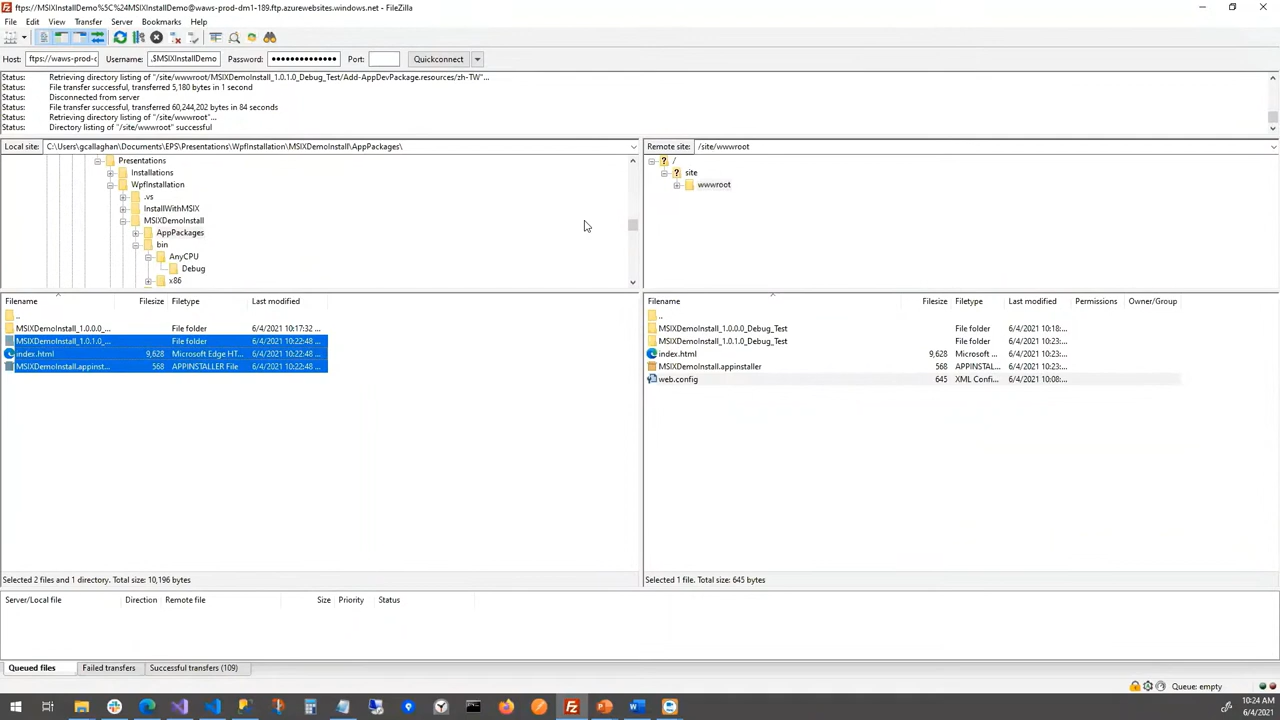 ftps://MSIXInstallDemo%5C%24MSIXInstallDemo@waws-prod-dm1-189.ftp.azurewebsites.windows.net - FileZilla
File Edit View Transfer Server Bookmarks Help
Host: ftps://waws-prod-c Username: .$MSIXInstallDemo Password: ●●●●●●●●●●●●●● Port: Quickconnect
Status: Retrieving directory listing of "/site/wwwroot/MSIXDemoInstall_1.0.1.0_Debug_Test/Add-AppDevPackage.resources/zh-TW"...
Status: File transfer successful, transferred 5,180 bytes in 1 second
Status: Disconnected from server
Status: File transfer successful, transferred 60,244,202 bytes in 84 seconds
Status: Retrieving directory listing of "/site/wwwroot"...
Status: Directory listing of "/site/wwwroot" successful
Local site: C:\Users\gcallaghan\Documents\EPS\Presentations\WpfInstallation\MSIXDemoInstall\AppPackages\
Presentations
Installations
WpfInstallation
.vs
InstallWithMSIX
MSIXDemoInstall
AppPackages
bin
AnyCPU
Debug
x86
Remote site: /site/wwwroot
/
site
wwwroot
Filename Filesize Filetype Last modified
..
MSIXDemoInstall_1.0.0.0_... File folder 6/4/2021 10:17:32 ...
MSIXDemoInstall_1.0.1.0_... File folder 6/4/2021 10:22:48 ...
index.html 9,628 Microsoft Edge HT... 6/4/2021 10:22:48 ...
MSIXDemoInstall.appinst... 568 APPINSTALLER File 6/4/2021 10:22:48 ...
Selected 2 files and 1 directory. Total size: 10,196 bytes
Filename Filesize Filetype Last modified Permissions Owner/Group
..
MSIXDemoInstall_1.0.0.0_Debug_Test File folder 6/4/2021 10:18:...
MSIXDemoInstall_1.0.1.0_Debug_Test File folder 6/4/2021 10:23:...
index.html 9,628 Microsoft ... 6/4/2021 10:23:...
MSIXDemoInstall.appinstaller 568 APPINSTAL... 6/4/2021 10:23:...
web.config 645 XML Confi... 6/4/2021 10:08:...
Selected 1 file. Total size: 645 bytes
Server/Local file Direction Remote file Size Priority Status
Queued files Failed transfers Successful transfers (109)
Queue: empty
10:24 AM
6/4/2021